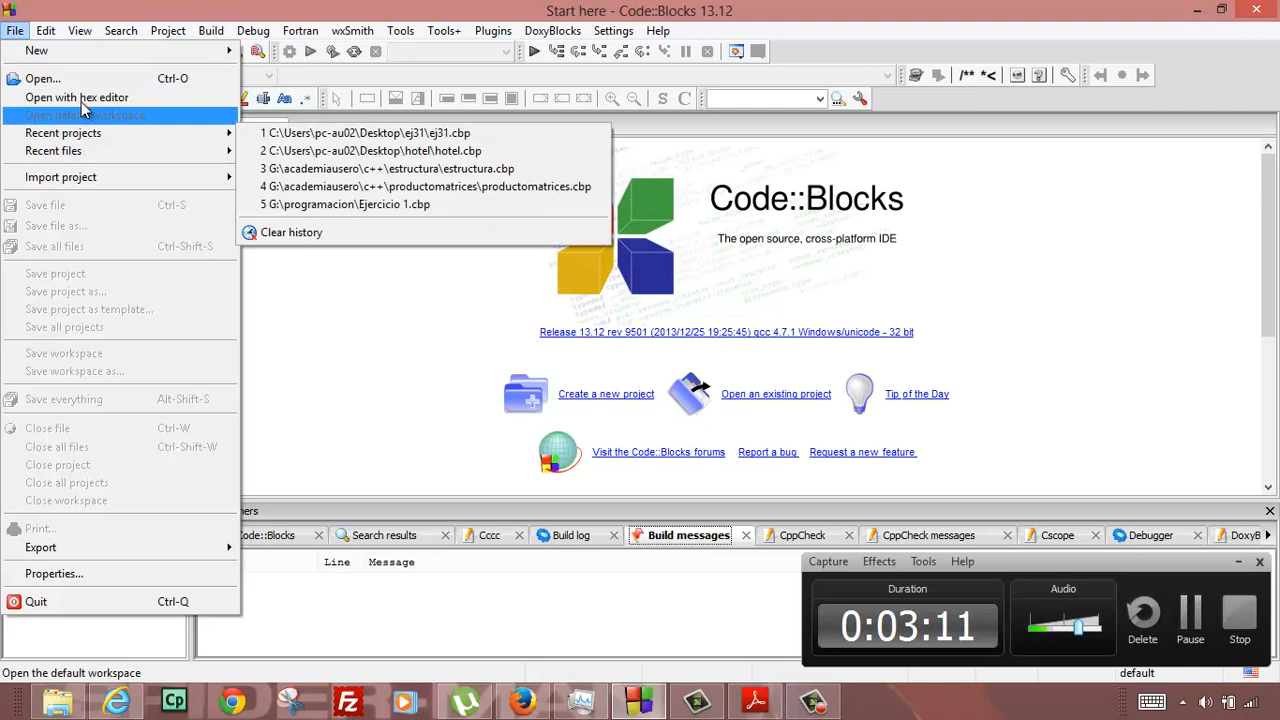 Start here - Code::Blocks 13.12
File Edit View Search Project Build Debug Fortran wxSmith Tools Tools+ Plugins DoxyBlocks Settings Help
New
Open... Ctrl-O
Open with hex editor
Open default workspace
Recent projects
Recent files
Import project
Save file Ctrl-S
Save file as...
Save all files Ctrl-Shift-S
Save project
Save project as...
Save project as template...
Save all projects
Save workspace
Save workspace as...
Save everything Alt-Shift-S
Close file Ctrl-W
Close all files Ctrl-Shift-W
Close project
Close all projects
Close workspace
Print...
Export
Properties...
Quit Ctrl-Q
1 C:\Users\pc-au02\Desktop\ej31\ej31.cbp
2 C:\Users\pc-au02\Desktop\hotel\hotel.cbp
3 G:\academiausero\c++\estructura\estructura.cbp
4 G:\academiausero\c++\productomatrices\productomatrices.cbp
5 G:\programacion\Ejercicio 1.cbp
Clear history
/** *<
S C
Code::Blocks
The open source, cross-platform IDE
Release 13.12 rev 9501 (2013/12/25 19:25:45) gcc 4.7.1 Windows/unicode - 32 bit
Create a new project Open an existing project Tip of the Day
Visit the Code::Blocks forums Report a bug Request a new feature
hers
Code::Blocks Search results Cccc Build log Build messages CppCheck CppCheck messages Cscope Debugger DoxyB
Line Message
Capture Effects Tools Help
Duration Audio
0:03:11
Delete Pause Stop
Open the default workspace default
Cp
Fz